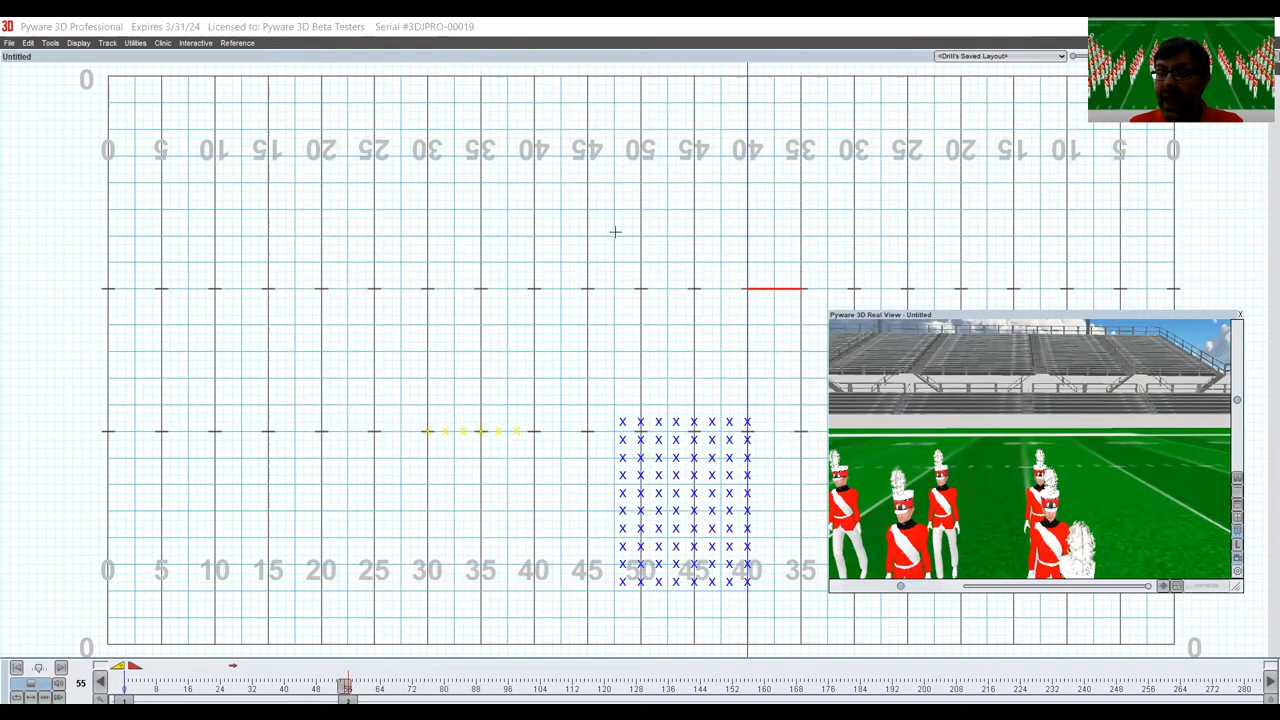 3D Pyware 3D Professional Expires 3/31/24 Licensed to: Pyware 3D Beta Testers Serial #3DJPRO-00019
File Edit Tools Display Track Utilities Clinic Interactive Reference
Untitled <Drill's Saved Layout>
0
0 5 10 15 20 25 30 35 40 45 50 45 40 35 30 25 20 15 10 5 0
Pyware 3D Real View - Untitled X
X X X X X X
X X X X X X X X
X X X X X X X X
X X X X X X X X
X X X X X X X X
X X X X X X X X
X X X X X X X X
X X X X X X X X
X X X X X X X X
X X X X X X X X
0 5 10 15 20 25 30 35 40 45 50 45 40 35
X X X X X X X X
L
0 0
55 0 8 16 24 32 40 48 56 64 72 80 88 96 104 112 120 128 136 144 152 160 168 176 184 192 200 208 216 224 232 240 248 256 264 272 280
1 2